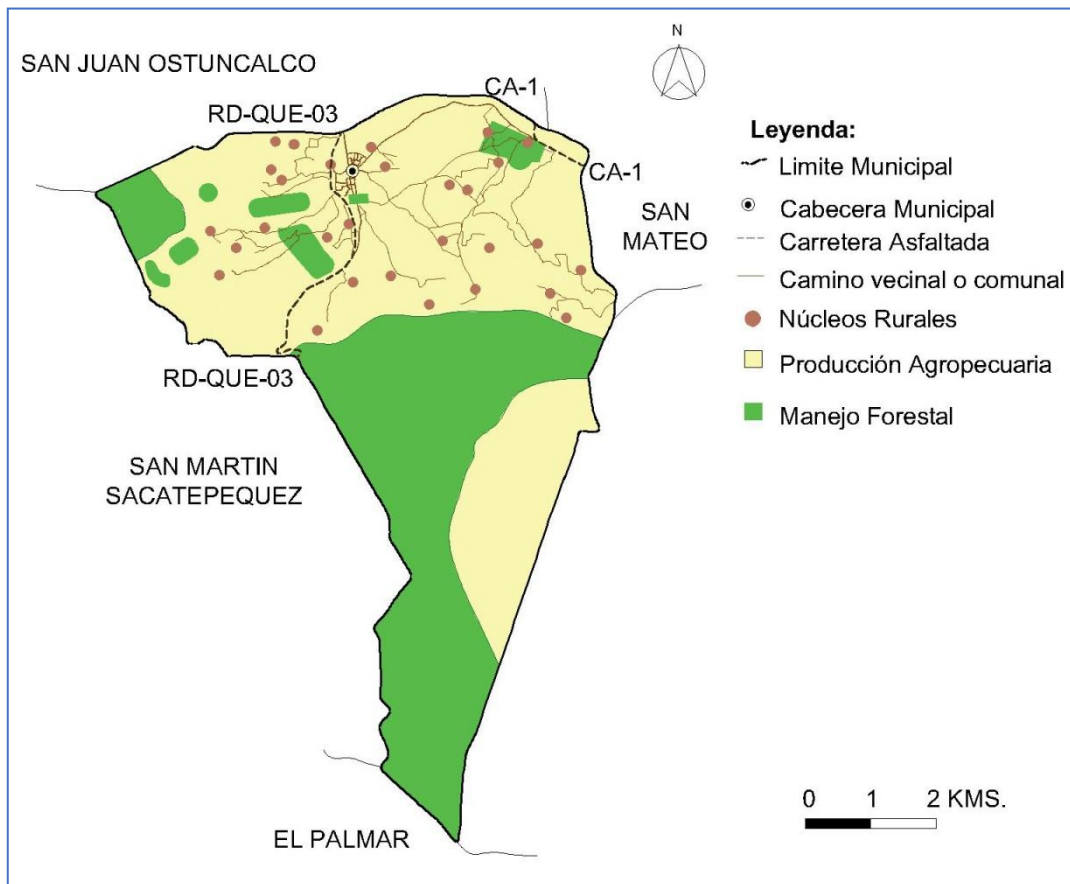 SAN JUAN OSTUNCALCO
N
CA-1
RD-QUE-03
CA-1
SAN
MATEO
RD-QUE-03
SAN MARTIN
SACATEPEQUEZ
EL PALMAR
Leyenda:
Limite Municipal
Cabecera Municipal
Carretera Asfaltada
Camino vecinal o comunal
Núcleos Rurales
Producción Agropecuaria
Manejo Forestal
0 1 2 KMS.